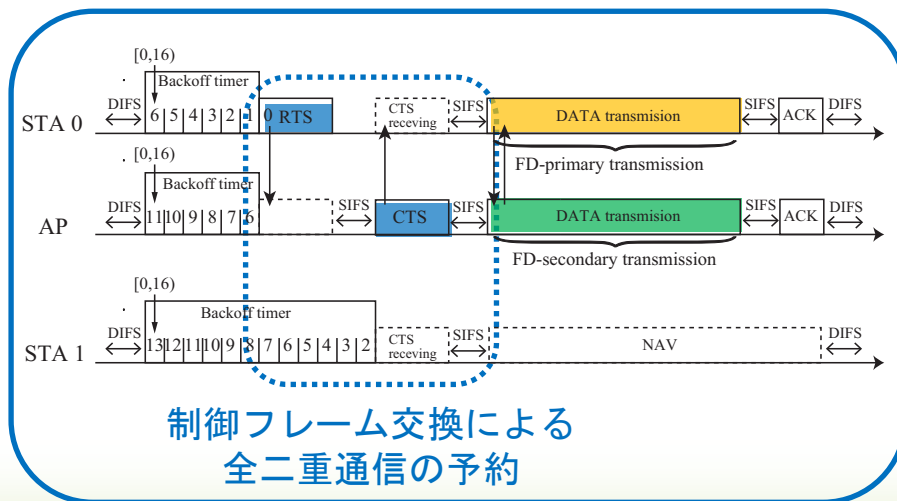 [0,16)
Backoff timer
DIFS
6 5 4 3 2 1 0 RTS
CTS
receving
SIFS
DATA transmision
SIFS
ACK
DIFS
STA 0
FD-primary transmission
[0,16)
Backoff timer
DIFS
11 10 9 8 7 6
SIFS
CTS
SIFS
DATA transmision
SIFS
ACK
DIFS
AP
FD-secondary transmission
[0,16)
Backoff timer
DIFS
13 12 11 10 9 8 7 6 5 4 3 2
CTS
receving
SIFS
NAV
DIFS
STA 1
制御フレーム交換による
全二重通信の予約